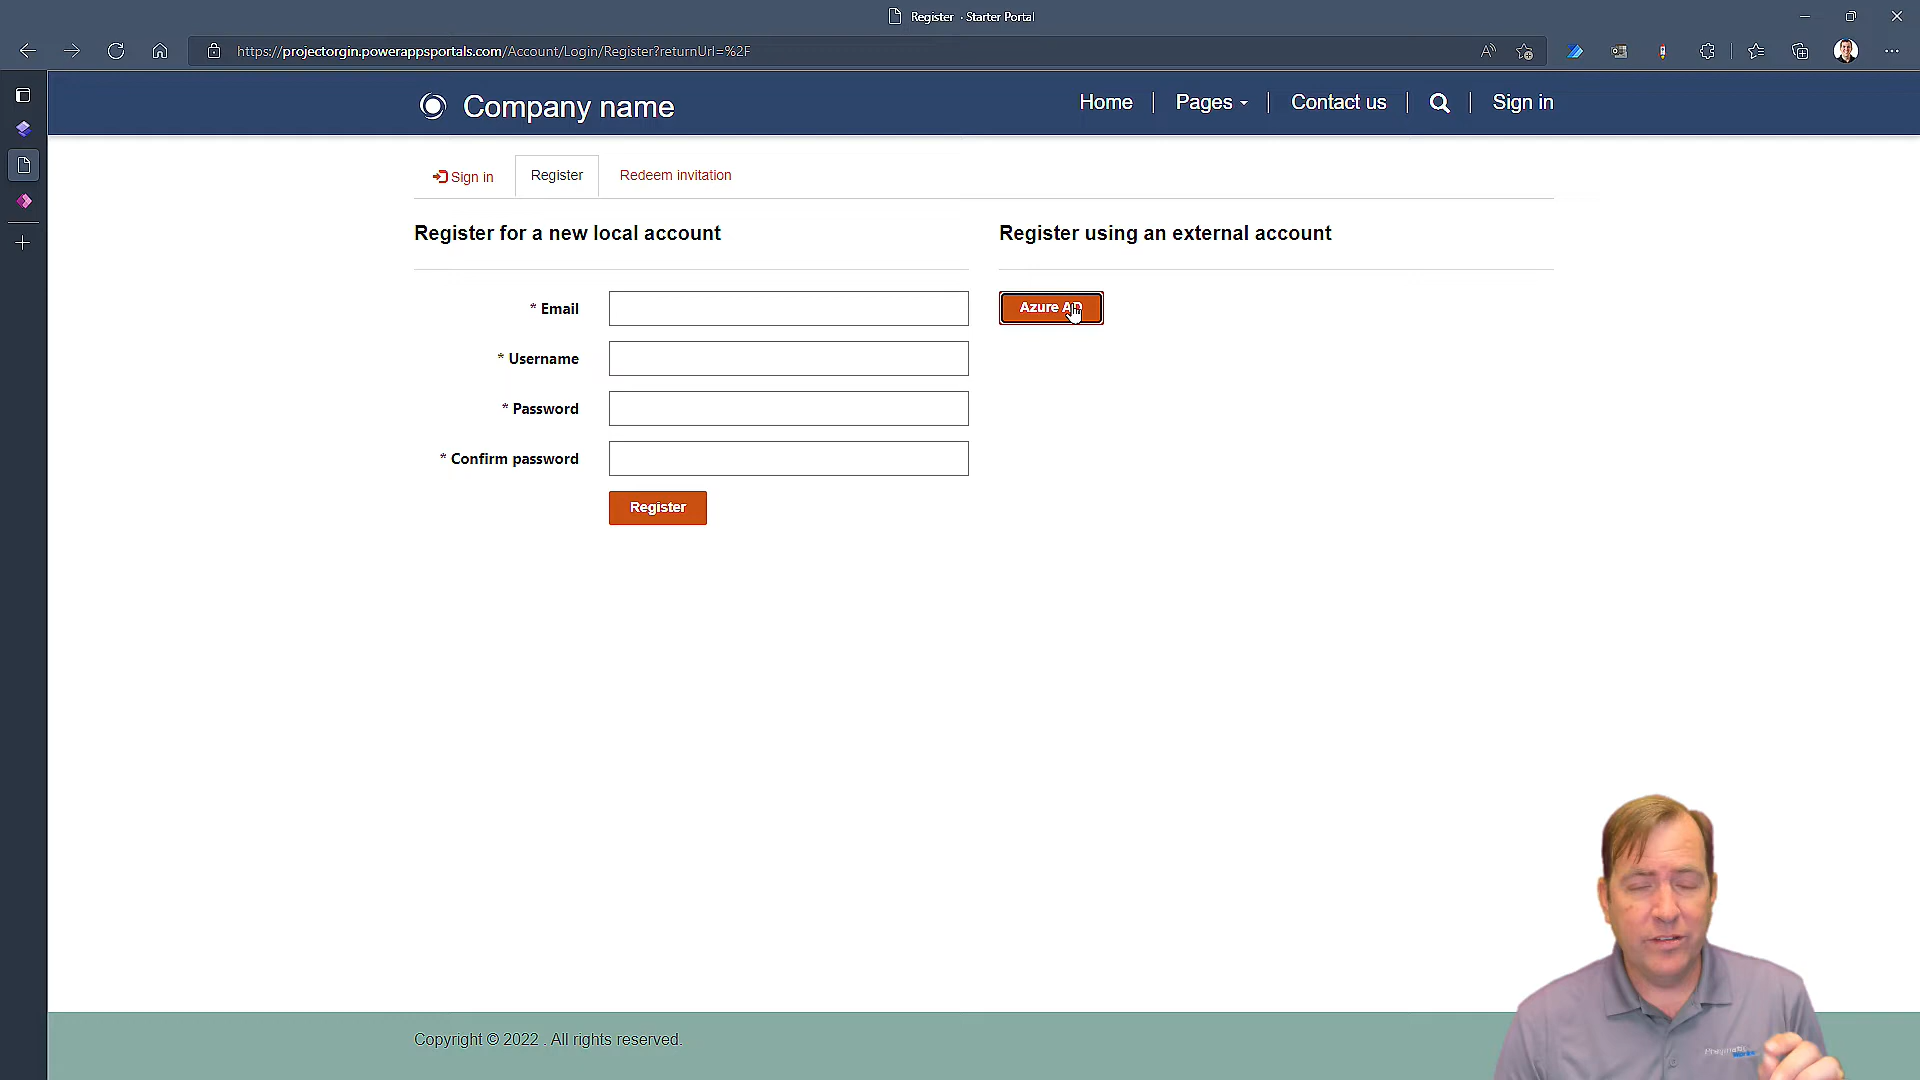 Register - Starter Portal
https://projectorgin.powerappsportals.com/Account/Login/Register?returnUrl=%2F
Company name
Home
Pages
Contact us
Sign in
Sign in
Register
Redeem invitation
Register for a new local account
Register using an external account
* Email
Azure AD
* Username
* Password
* Confirm password
Register
Copyright © 2022 . All rights reserved.